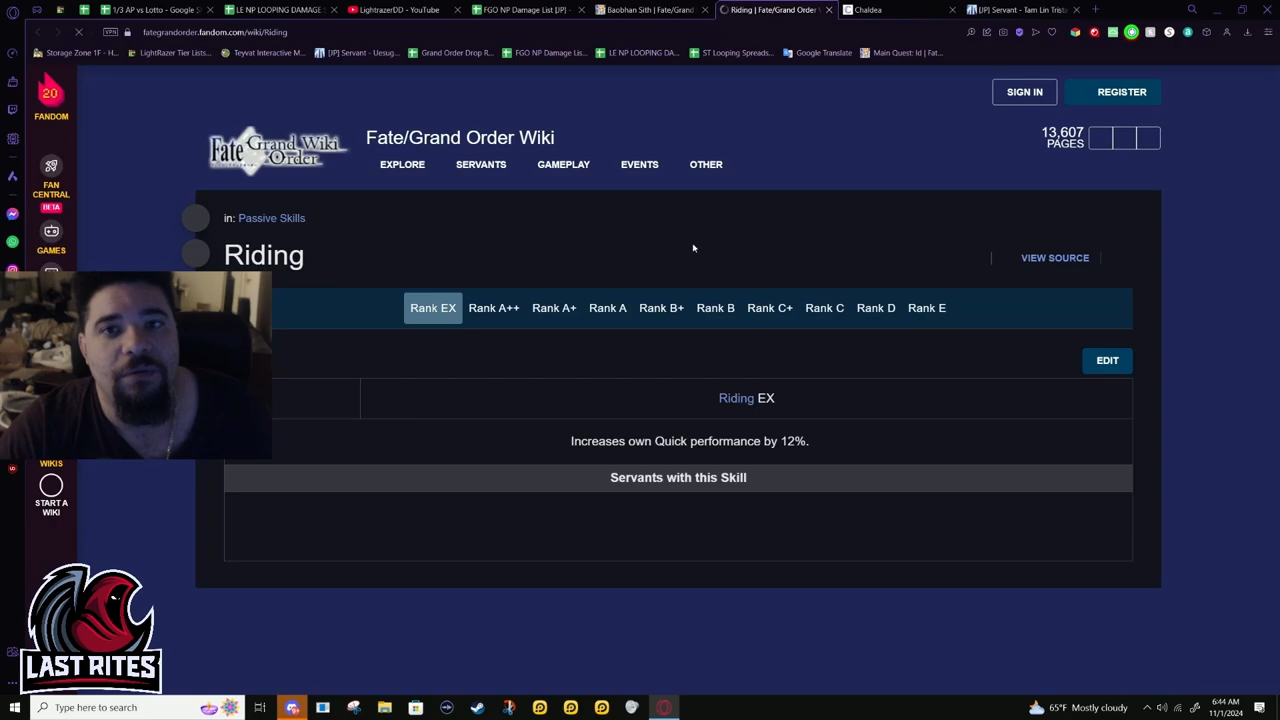 1/3 AP vs Lotto - Google S
LE NP LOOPING DAMAGE
LightrazerDD - YouTube
FGO NP Damage List [JP] -
Baobhan Sith | Fate/Grand
Riding | Fate/Grand Order
Chaldea
[JP] Servant - Tam Lin Trista
VPN
fategrandorder.fandom.com/wiki/Riding
Storage Zone 1F - H...
LightRazer Tier Lists...
Teyvat Interactive M...
[JP] Servant - Uesug...
Grand Order Drop R...
FGO NP Damage Lis...
LE NP LOOPING DA...
ST Looping Spreads...
Google Translate
Main Quest: Id | Fat...
20
FANDOM
FAN
CENTRAL
BETA
GAMES
WIKIS
START A
WIKI
SIGN IN
REGISTER
Fate
Grand Wiki
Order
Fate/Grand Order Wiki
EXPLORE
SERVANTS
GAMEPLAY
EVENTS
OTHER
13,607
PAGES
in: Passive Skills
Riding
VIEW SOURCE
Rank EX
Rank A++
Rank A+
Rank A
Rank B+
Rank B
Rank C+
Rank C
Rank D
Rank E
EDIT
Riding EX
Increases own Quick performance by 12%.
Servants with this Skill
LAST RITES
Type here to search
65°F Mostly cloudy
6:44 AM
11/1/2024